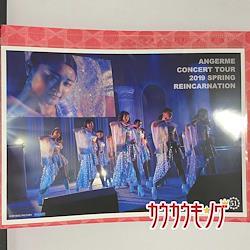 ANGERME
CONCERT TOUR
2019 SPRING
REINCARNATION
カウカウキング